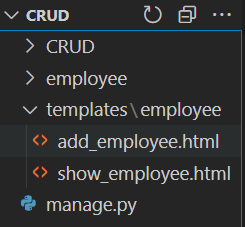 CRUD
CRUD
employee
templates\employee
<> add_employee.html
<> show_employee.html
manage.py